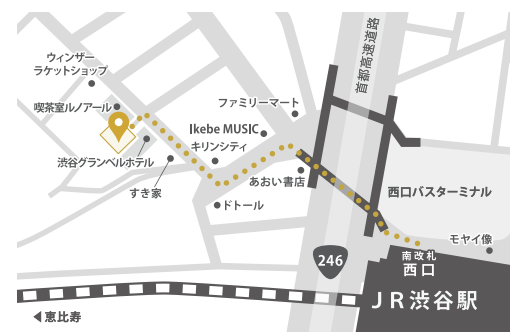 首都高速道路
ウィンザー
ラケットショップ
喫茶室ルノアール
ファミリーマート
Ikebe MUSIC
キリンシティ
渋谷グランベルホテル
すき家
あおい書店
ドトール
西口バスターミナル
モヤイ像
南改札
西口
246
JR渋谷駅
◀恵比寿